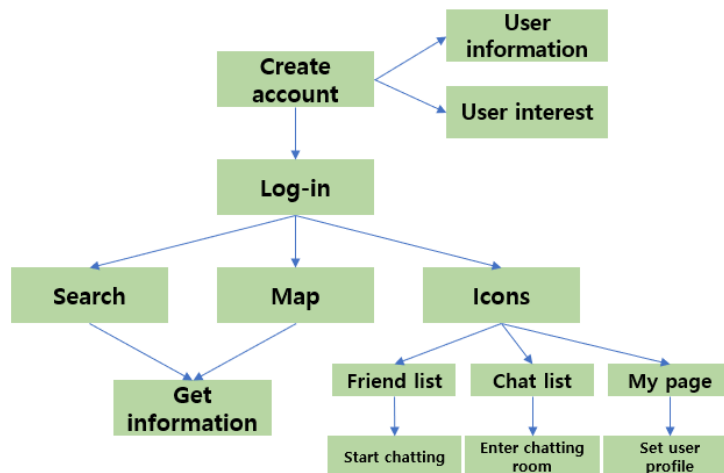 User
information
Create
account
User interest
Log-in
Search
Map
Icons
Get
information
Friend list
Chat list
My page
Start chatting
Enter chatting
room
Set user
profile